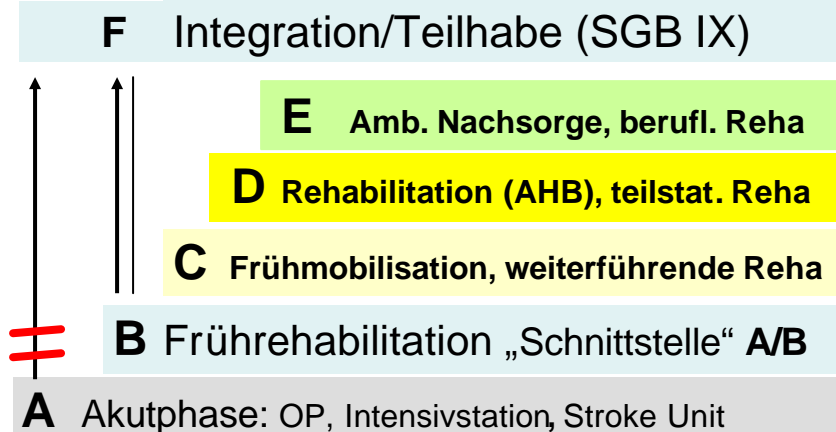 F Integration/Teilhabe (SGB IX)
E Amb. Nachsorge, berufl. Reha
D Rehabilitation (AHB), teilstat. Reha
C Frühmobilisation, weiterführende Reha
B Frührehabilitation „Schnittstelle“ A/B
A Akutphase: OP, Intensivstation, Stroke Unit